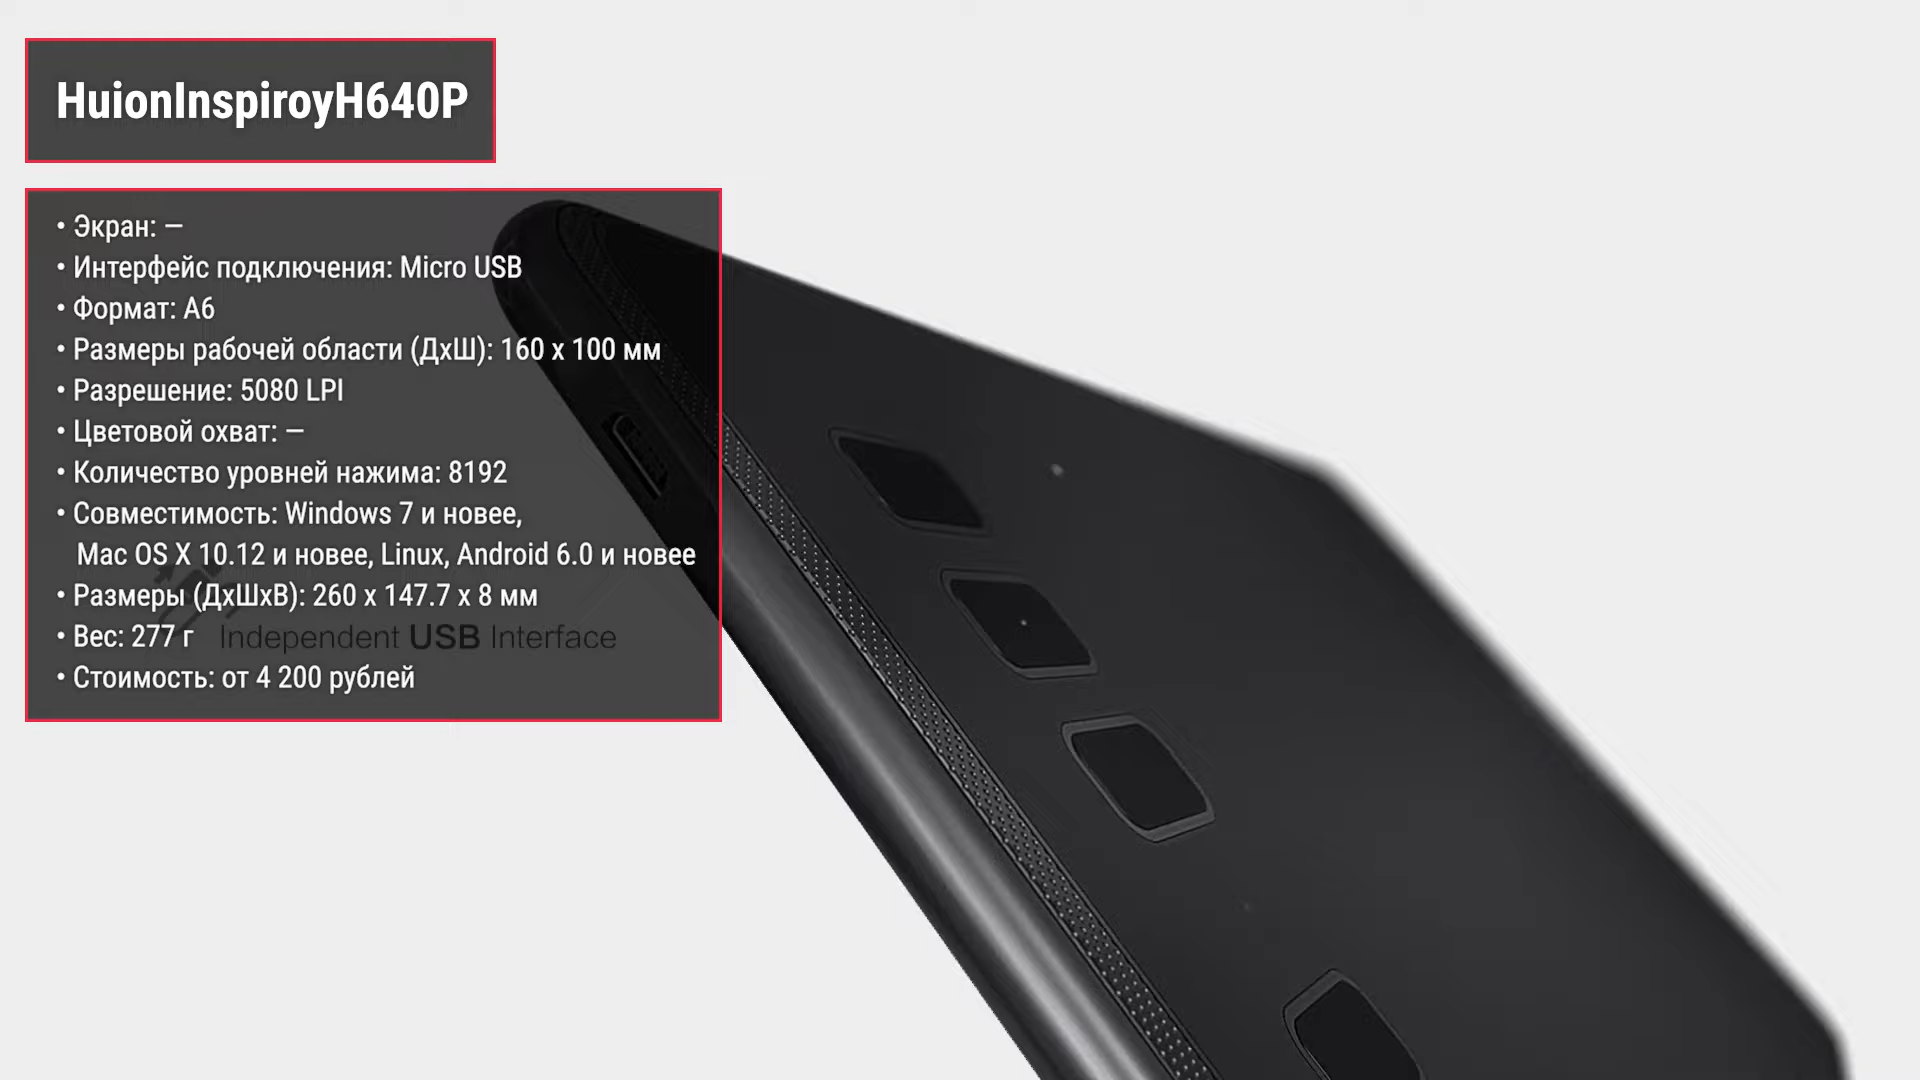 HuionInspiroyH640P
• Экран: —
• Интерфейс подключения: Micro USB
• Формат: A6
• Размеры рабочей области (ДхШ): 160 x 100 мм
• Разрешение: 5080 LPI
• Цветовой охват: —
• Количество уровней нажима: 8192
• Совместимость: Windows 7 и новее,
Mac OS X 10.12 и новее, Linux, Android 6.0 и новее
• Размеры (ДхШхВ): 260 x 147.7 x 8 мм
• Вес: 277 г
Independent USB Interface
• Стоимость: от 4 200 рублей